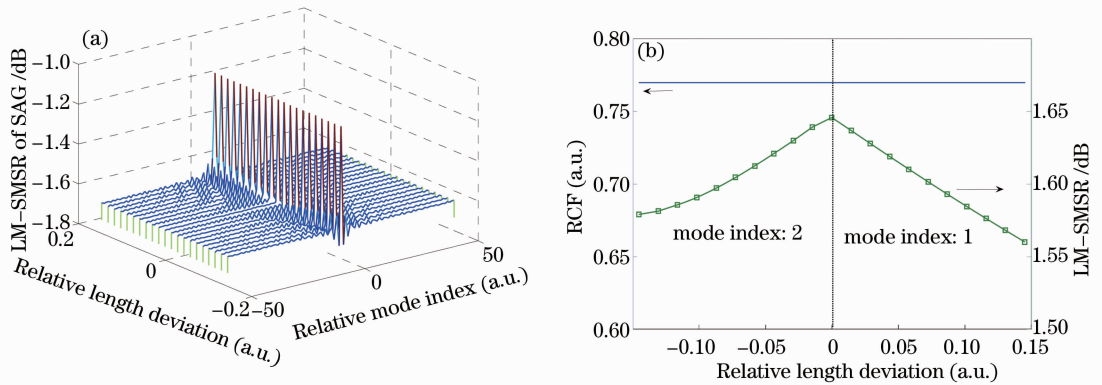 (a)
LM−SMSR of SAG /dB
−1.0
−1.2
−1.4
−1.6
−1.8
0.2
0
−0.2
Relative length deviation (a.u.)
−50
0
50
Relative mode index (a.u.)
(b)
RCF (a.u.)
0.80
0.75
0.70
0.65
0.60
1.65
1.60
1.55
1.50
LM−SMSR /dB
mode index: 2
mode index: 1
−0.10
−0.05
0
0.05
0.10
0.15
Relative length deviation (a.u.)